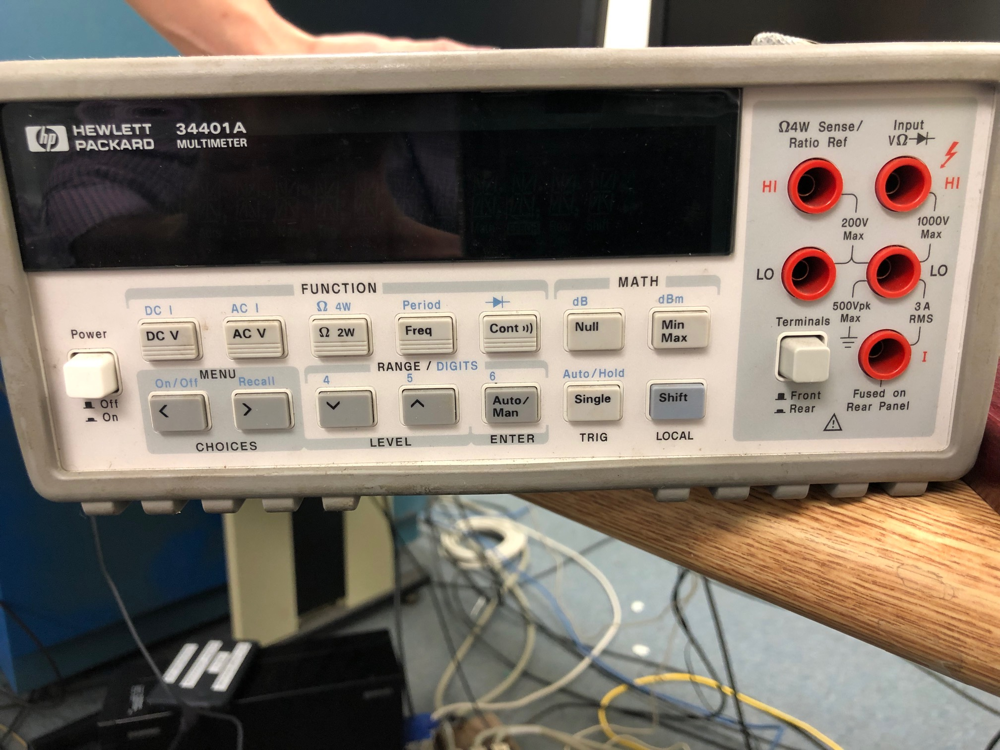 hp HEWLETT PACKARD
34401A
MULTIMETER
Ω4W Sense/
Ratio Ref
Input
VΩ
HI
HI
200V
Max
1000V
Max
LO
LO
500Vpk
Max
3A
RMS
Terminals
I
Front
Rear
Fused on
Rear Panel
FUNCTION
MATH
DC I
AC I
Ω 4W
Period
dB
dBm
Power
DC V
AC V
Ω 2W
Freq
Cont
Null
Min
Max
MENU
RANGE / DIGITS
On/Off
Recall
4
5
6
Auto/Hold
Off
On
<
>
Auto/
Man
Single
Shift
CHOICES
LEVEL
ENTER
TRIG
LOCAL